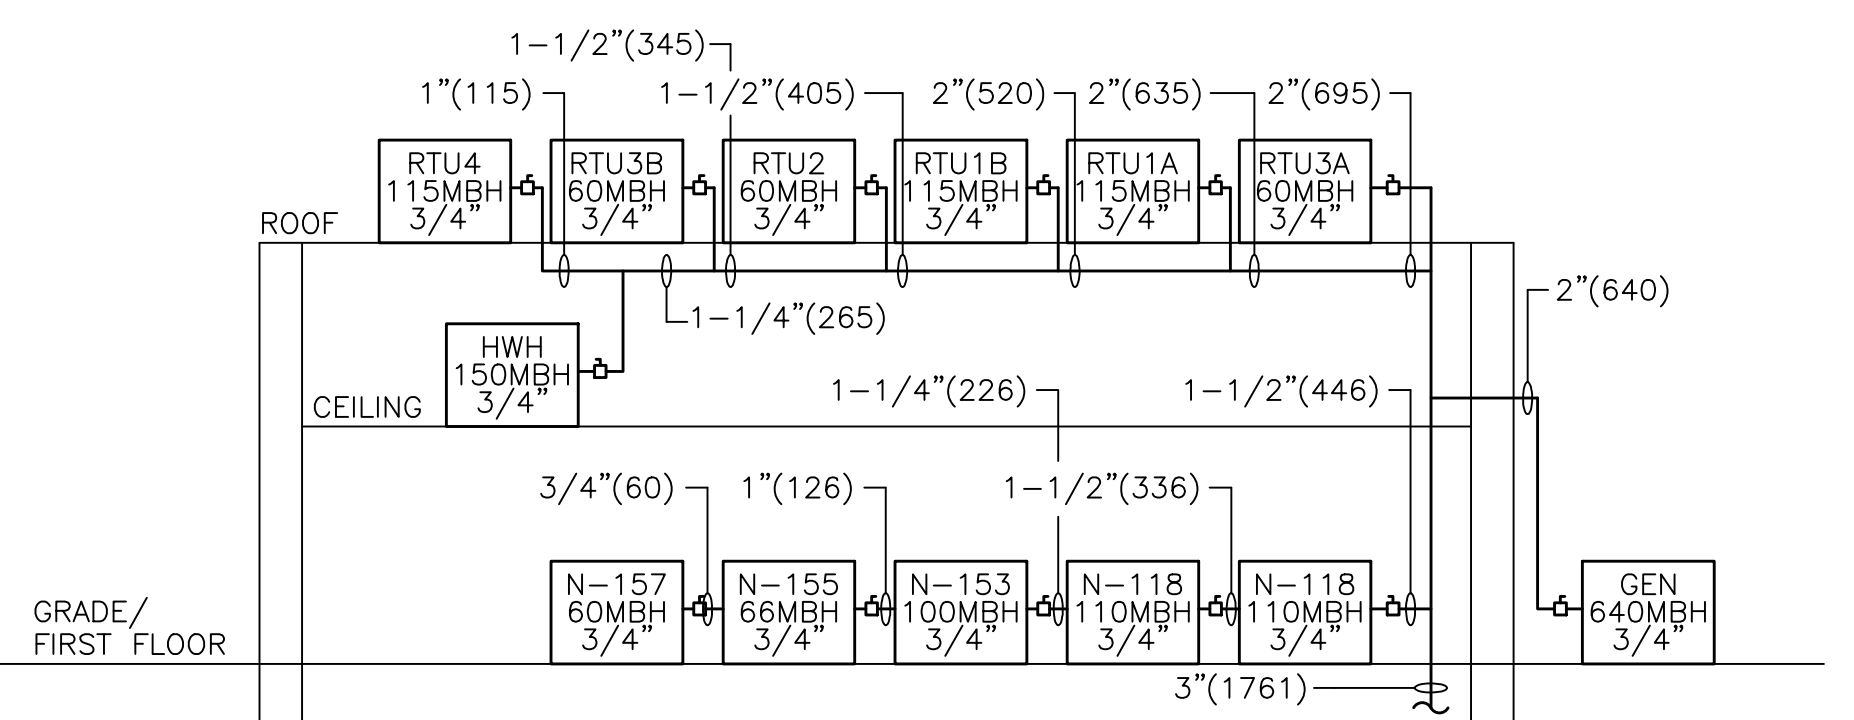 1-1/2"(345)
1"(115)
1-1/2"(405)
2"(520)
2"(635)
2"(695)
RTU4
115MBH
3/4"
RTU3B
60MBH
3/4"
RTU2
60MBH
3/4"
RTU1B
115MBH
3/4"
RTU1A
115MBH
3/4"
RTU3A
60MBH
3/4"
ROOF
2"(640)
1-1/4"(265)
HWH
150MBH
3/4"
CEILING
1-1/4"(226)
1-1/2"(446)
3/4"(60)
1"(126)
1-1/2"(336)
N-157
60MBH
3/4"
N-155
66MBH
3/4"
N-153
100MBH
3/4"
N-118
110MBH
3/4"
N-118
110MBH
3/4"
GEN
640MBH
3/4"
GRADE/
FIRST FLOOR
3"(1761)